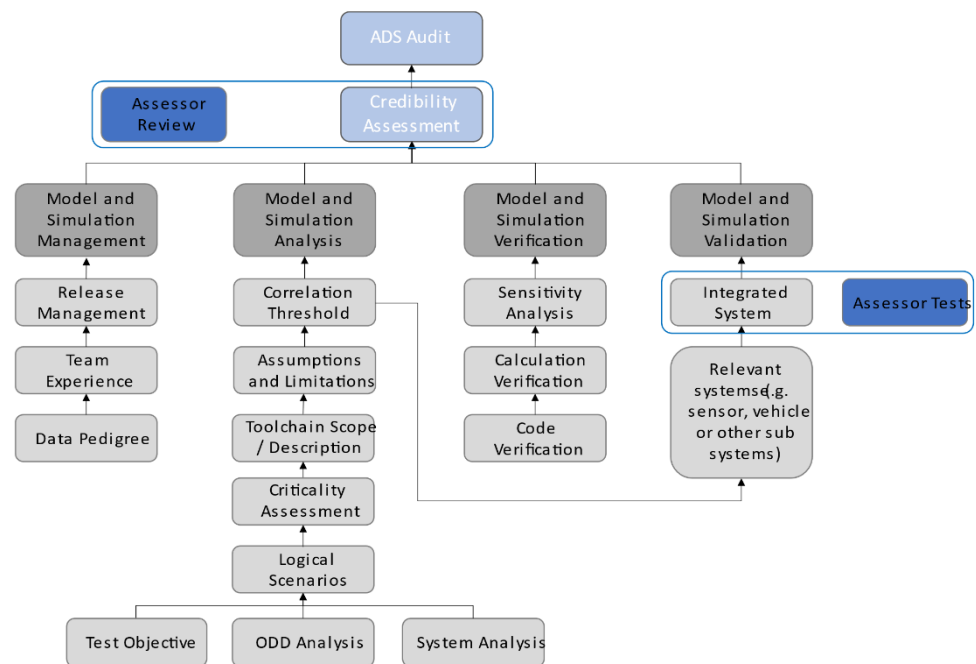 ADS Audit
Assessor
Review
Credibility
Assessment
Model and
Simulation
Management
Model and
Simulation
Analysis
Model and
Simulation
Verification
Model and
Simulation
Validation
Release
Management
Correlation
Threshold
Sensitivity
Analysis
Integrated
System
Assessor Tests
Team
Experience
Assumptions
and Limitations
Calculation
Verification
Relevant
systemse(.g.
sensor, vehicle
or other sub
systems)
Data Pedigree
Toolchain Scope
/ Description
Code
Verification
Criticality
Assessment
Logical
Scenarios
Test Objective
ODD Analysis
System Analysis